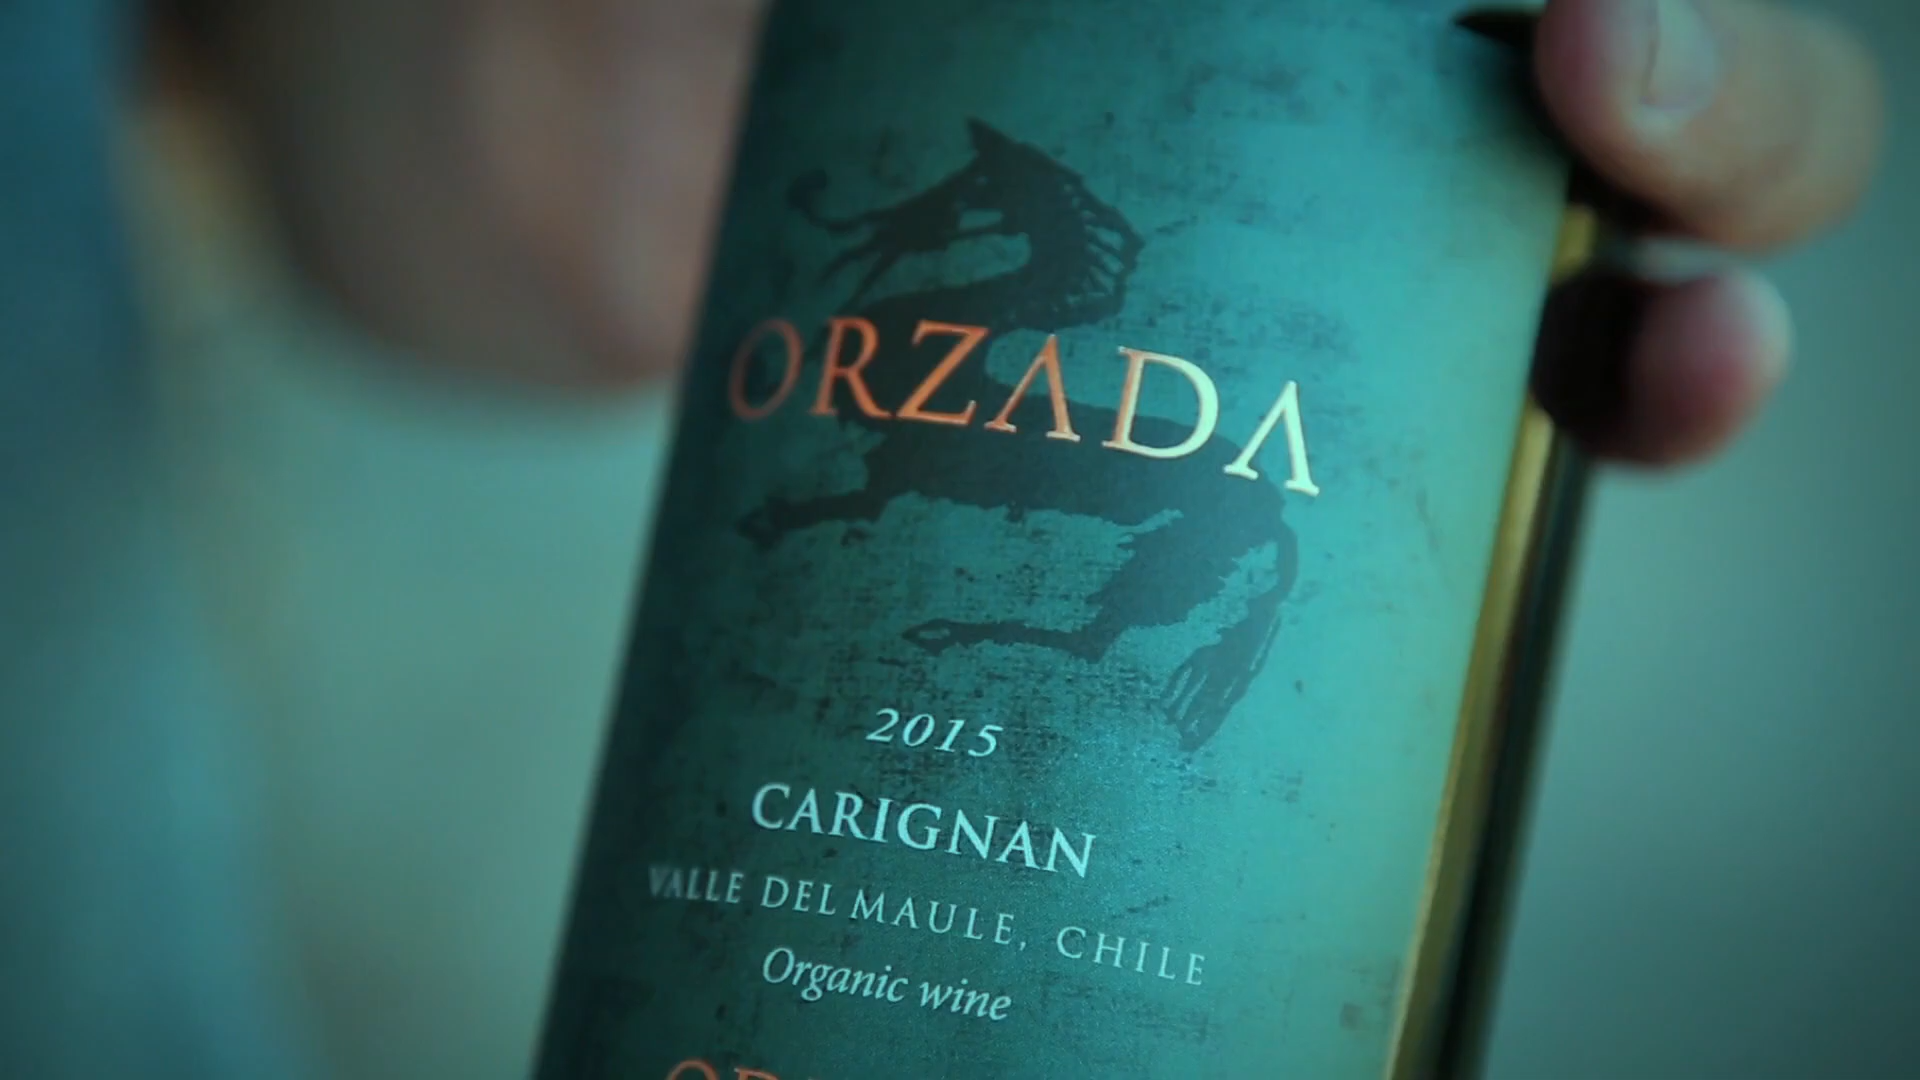 ORZADA
2015
CARIGNAN
VALLE DEL MAULE, CHILE
Organic wine